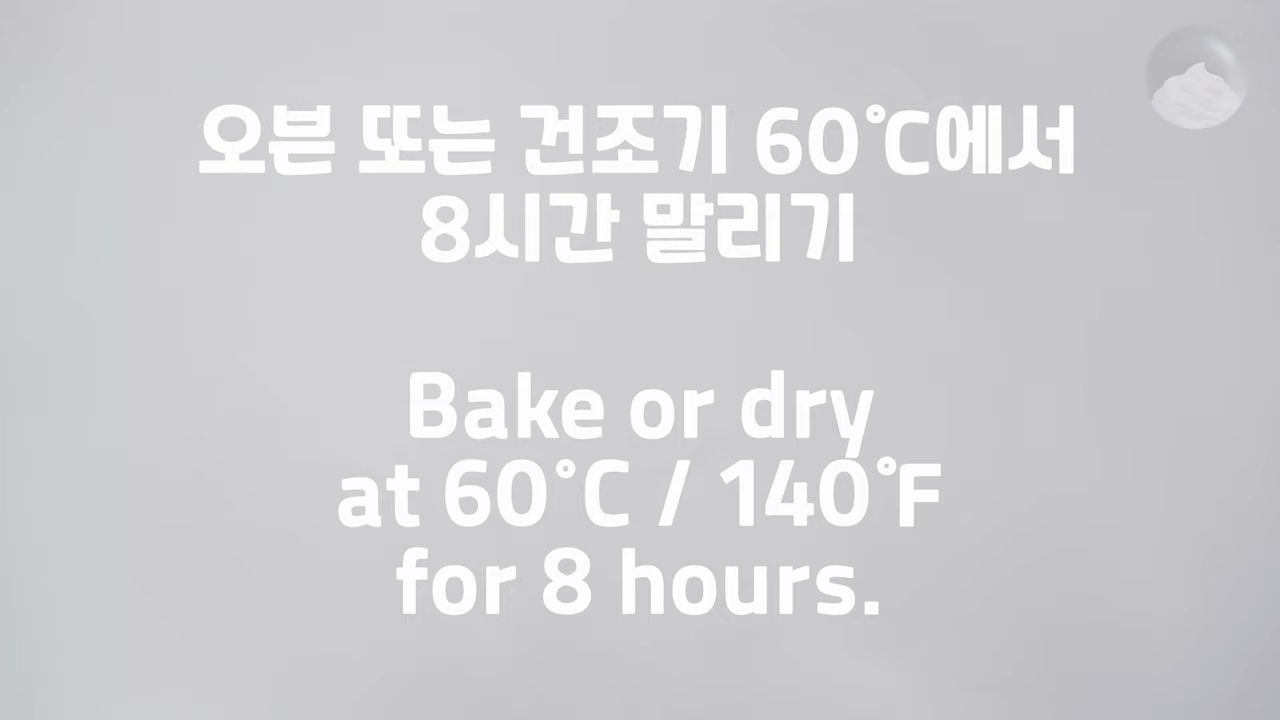 오븐 또는 건조기 60°C에서
8시간 말리기
Bake or dry
at 60°C / 140°F
for 8 hours.